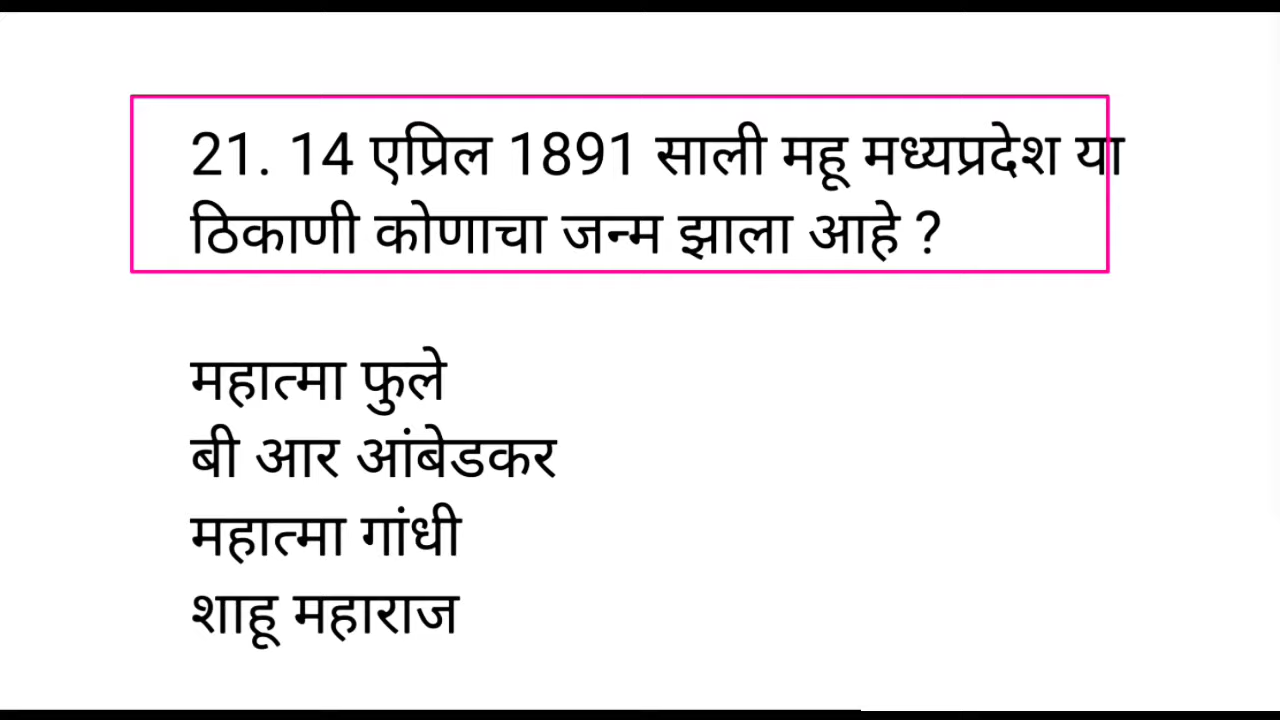 21. 14 एप्रिल 1891 साली महू मध्यप्रदेश या
ठिकाणी कोणाचा जन्म झाला आहे ?
महात्मा फुले
बी आर आंबेडकर
महात्मा गांधी
शाहू महाराज